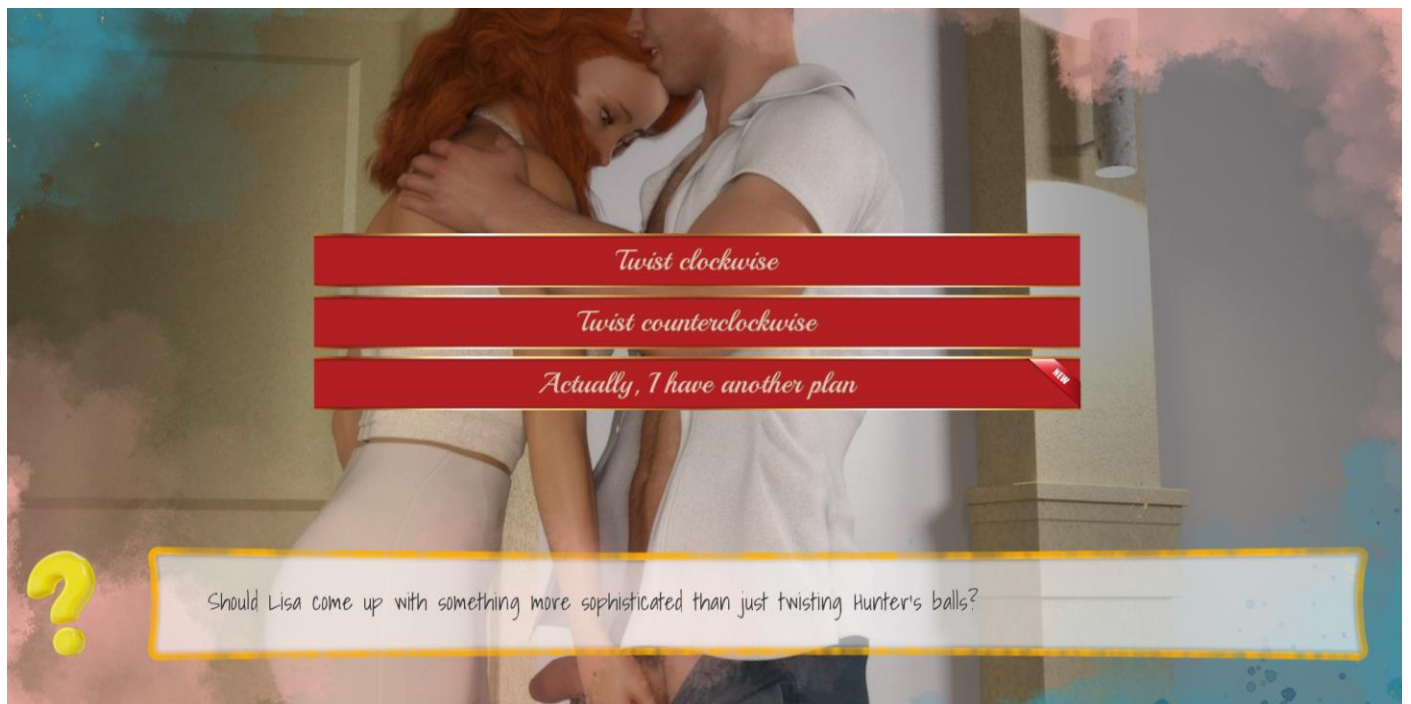 Twist clockwise
Twist counterclockwise
Actually, I have another plan
NEW
Should Lisa come up with something more sophisticated than just twisting Hunter's balls?